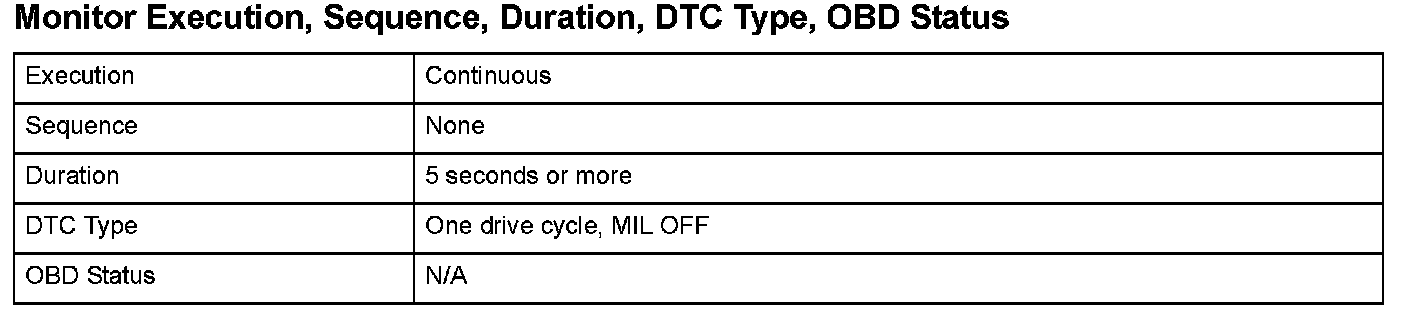 Monitor Execution, Sequence, Duration, DTC Type, OBD Status
Execution Continuous
Sequence None
Duration 5 seconds or more
DTC Type One drive cycle, MIL OFF
OBD Status N/A